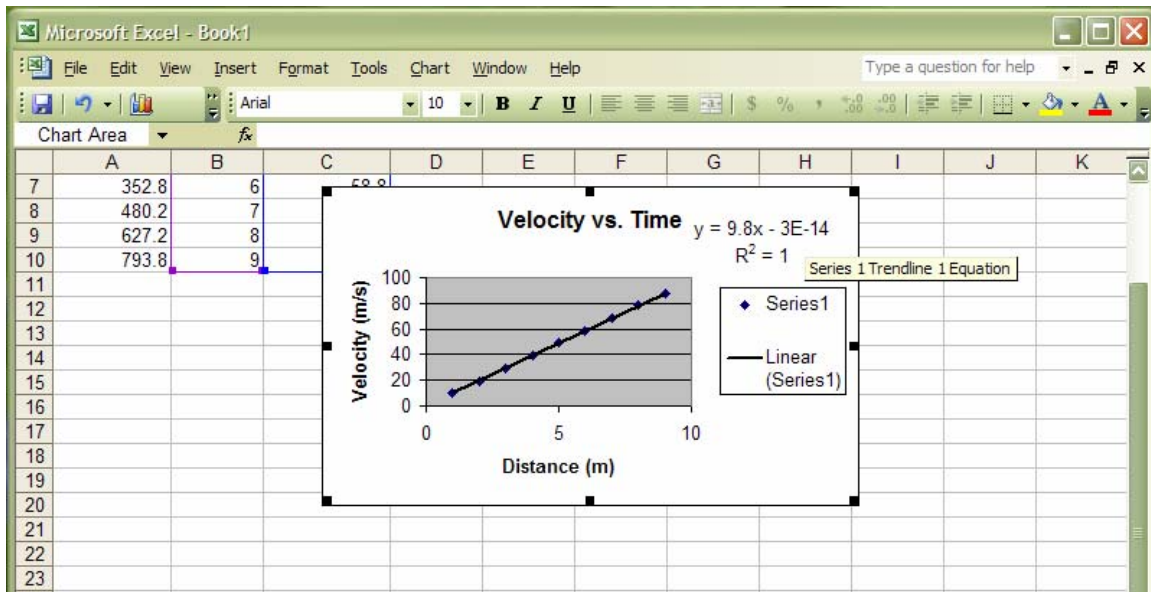 Microsoft Excel - Book1
File Edit View Insert Format Tools Chart Window Help Type a question for help
Arial 10 B I U $ % , .00
Chart Area fx
A B C D E F G H I J K
7 352.8 6 58.8
8 480.2 7
9 627.2 8
10 793.8 9
11
12
13
14
15
16
17
18
19
20
21
22
23
Velocity vs. Time
y = 9.8x - 3E-14
R² = 1
Series 1 Trendline 1 Equation
Velocity (m/s)
100
80
60
40
20
0
0 5 10
Distance (m)
Series1
Linear
(Series1)